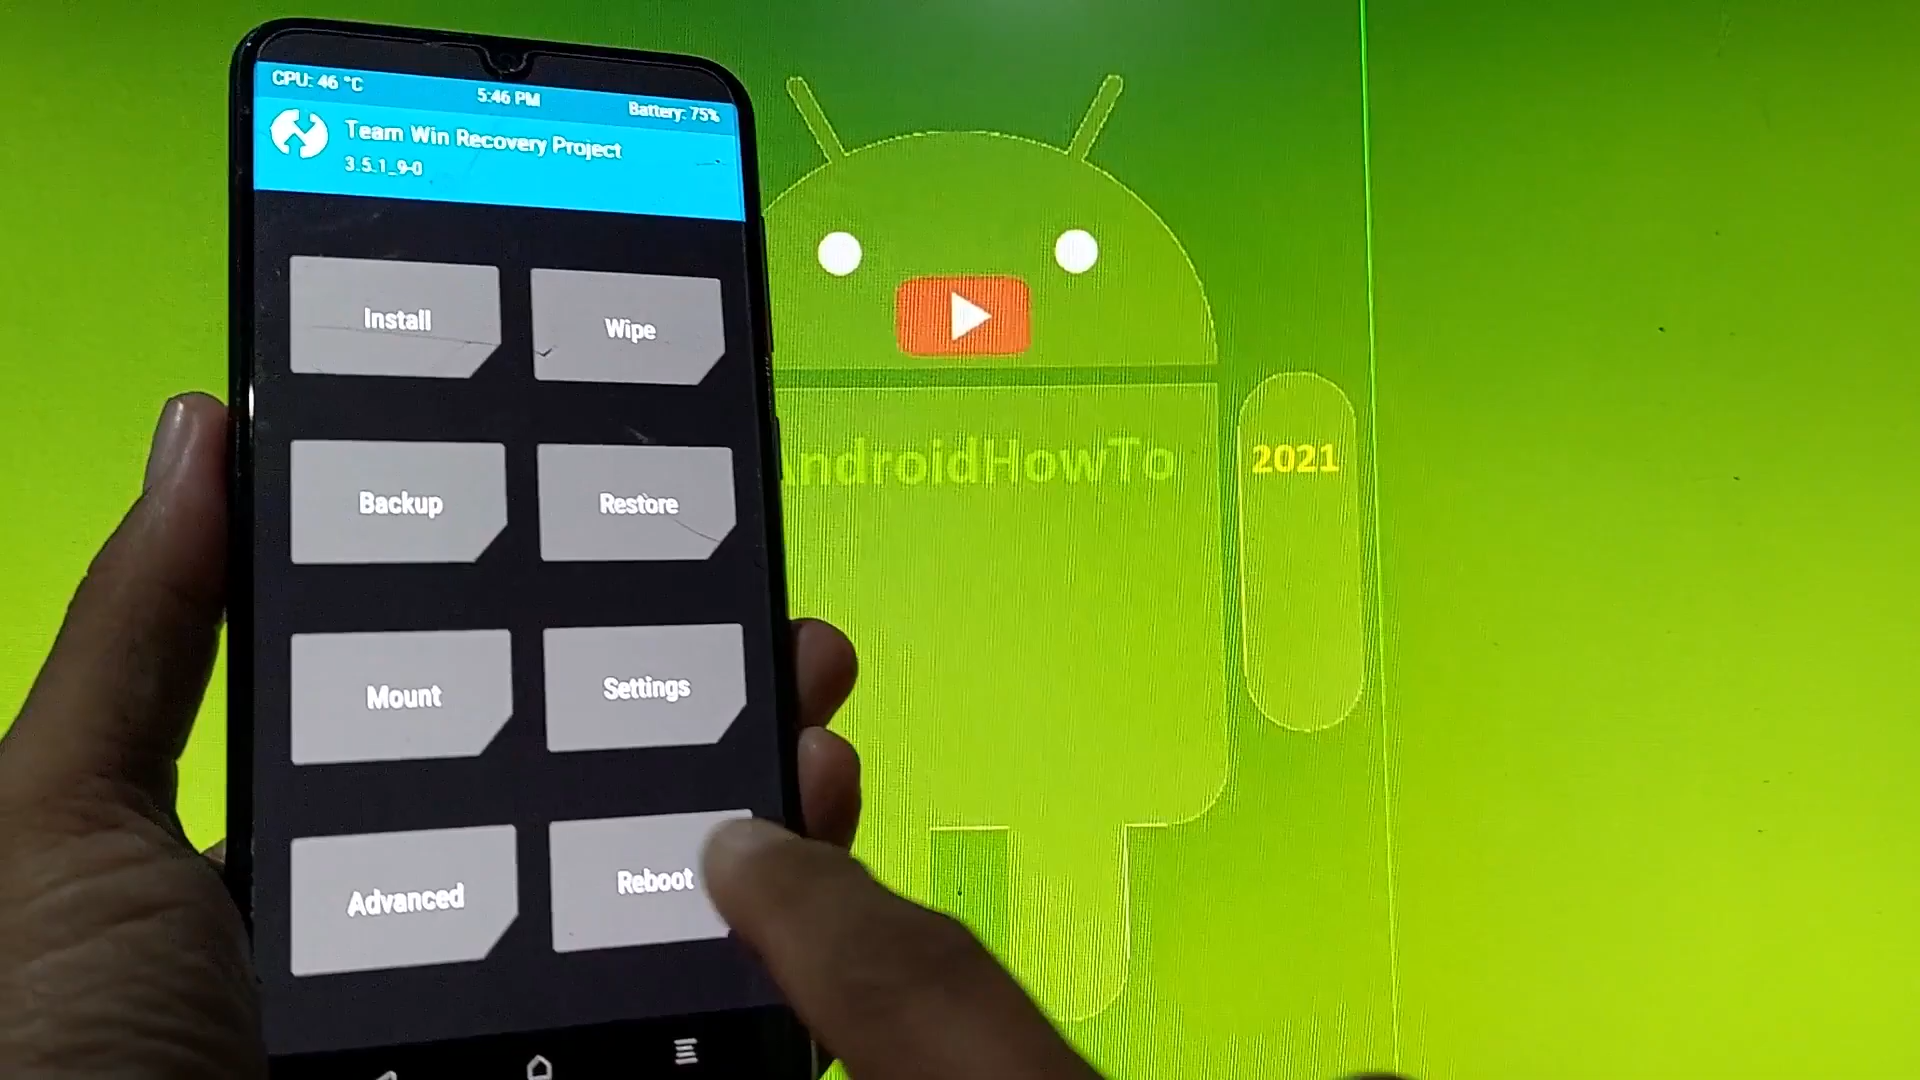 CPU: 46 °C
5:46 PM
Battery: 75%
Team Win Recovery Project
3.5.1_9-0
Install
Wipe
Backup
Restore
Mount
Settings
Advanced
Reboot
AndroidHowTo
2021